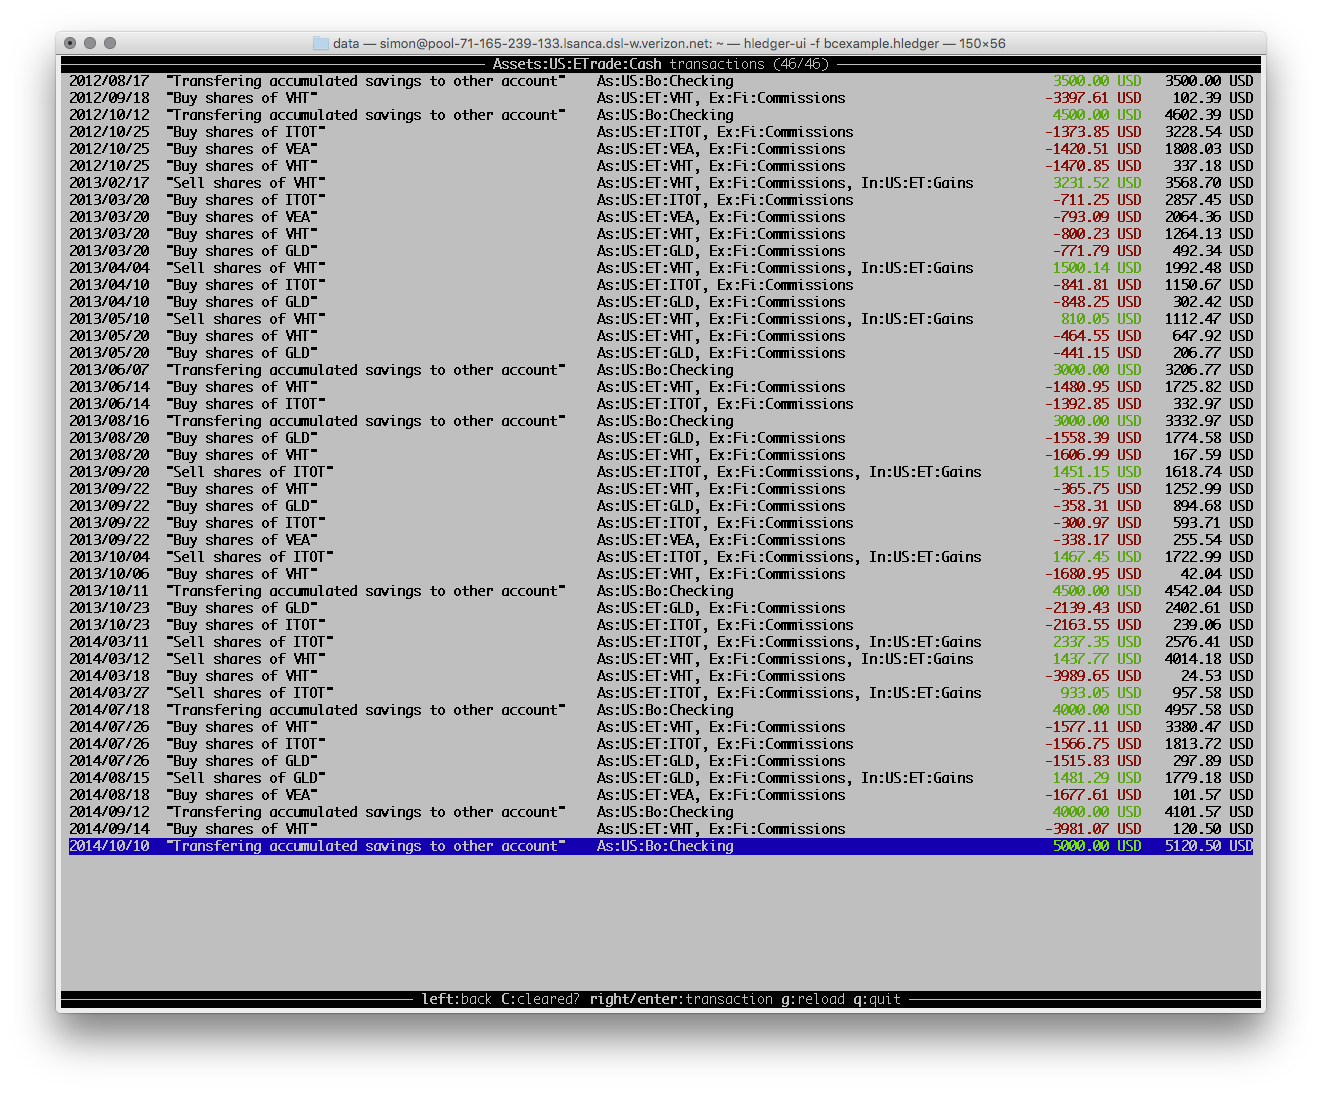 data — simon@pool-71-165-239-133.lsanca.dsl-w.verizon.net: ~ — hledger-ui -f bcexample.hledger — 150×56
Assets:US:ETrade:Cash transactions (46/46)
2012/08/17 "Transfering accumulated savings to other account" As:US:Bo:Checking 3500.00 USD 3500.00 USD
2012/09/18 "Buy shares of VHT" As:US:ET:VHT, Ex:Fi:Commissions -3397.61 USD 102.39 USD
2012/10/12 "Transfering accumulated savings to other account" As:US:Bo:Checking 4500.00 USD 4602.39 USD
2012/10/25 "Buy shares of ITOT" As:US:ET:ITOT, Ex:Fi:Commissions -1373.85 USD 3228.54 USD
2012/10/25 "Buy shares of VEA" As:US:ET:VEA, Ex:Fi:Commissions -1420.51 USD 1808.03 USD
2012/10/25 "Buy shares of VHT" As:US:ET:VHT, Ex:Fi:Commissions -1470.85 USD 337.18 USD
2013/02/17 "Sell shares of VHT" As:US:ET:VHT, Ex:Fi:Commissions, In:US:ET:Gains 3231.52 USD 3568.70 USD
2013/03/20 "Buy shares of ITOT" As:US:ET:ITOT, Ex:Fi:Commissions -711.25 USD 2857.45 USD
2013/03/20 "Buy shares of VEA" As:US:ET:VEA, Ex:Fi:Commissions -793.09 USD 2064.36 USD
2013/03/20 "Buy shares of VHT" As:US:ET:VHT, Ex:Fi:Commissions -800.23 USD 1264.13 USD
2013/03/20 "Buy shares of GLD" As:US:ET:GLD, Ex:Fi:Commissions -771.79 USD 492.34 USD
2013/04/04 "Sell shares of VHT" As:US:ET:VHT, Ex:Fi:Commissions, In:US:ET:Gains 1500.14 USD 1992.48 USD
2013/04/10 "Buy shares of ITOT" As:US:ET:ITOT, Ex:Fi:Commissions -841.81 USD 1150.67 USD
2013/04/10 "Buy shares of GLD" As:US:ET:GLD, Ex:Fi:Commissions -848.25 USD 302.42 USD
2013/05/10 "Sell shares of VHT" As:US:ET:VHT, Ex:Fi:Commissions, In:US:ET:Gains 810.05 USD 1112.47 USD
2013/05/20 "Buy shares of VHT" As:US:ET:VHT, Ex:Fi:Commissions -464.55 USD 647.92 USD
2013/05/20 "Buy shares of GLD" As:US:ET:GLD, Ex:Fi:Commissions -441.15 USD 206.77 USD
2013/06/07 "Transfering accumulated savings to other account" As:US:Bo:Checking 3000.00 USD 3206.77 USD
2013/06/14 "Buy shares of VHT" As:US:ET:VHT, Ex:Fi:Commissions -1480.95 USD 1725.82 USD
2013/06/14 "Buy shares of ITOT" As:US:ET:ITOT, Ex:Fi:Commissions -1392.85 USD 332.97 USD
2013/08/16 "Transfering accumulated savings to other account" As:US:Bo:Checking 3000.00 USD 3332.97 USD
2013/08/20 "Buy shares of GLD" As:US:ET:GLD, Ex:Fi:Commissions -1558.39 USD 1774.58 USD
2013/08/20 "Buy shares of VHT" As:US:ET:VHT, Ex:Fi:Commissions -1606.99 USD 167.59 USD
2013/09/20 "Sell shares of ITOT" As:US:ET:ITOT, Ex:Fi:Commissions, In:US:ET:Gains 1451.15 USD 1618.74 USD
2013/09/22 "Buy shares of VHT" As:US:ET:VHT, Ex:Fi:Commissions -365.75 USD 1252.99 USD
2013/09/22 "Buy shares of GLD" As:US:ET:GLD, Ex:Fi:Commissions -358.31 USD 894.68 USD
2013/09/22 "Buy shares of ITOT" As:US:ET:ITOT, Ex:Fi:Commissions -300.97 USD 593.71 USD
2013/09/22 "Buy shares of VEA" As:US:ET:VEA, Ex:Fi:Commissions -338.17 USD 255.54 USD
2013/10/04 "Sell shares of ITOT" As:US:ET:ITOT, Ex:Fi:Commissions, In:US:ET:Gains 1467.45 USD 1722.99 USD
2013/10/06 "Buy shares of VHT" As:US:ET:VHT, Ex:Fi:Commissions -1680.95 USD 42.04 USD
2013/10/11 "Transfering accumulated savings to other account" As:US:Bo:Checking 4500.00 USD 4542.04 USD
2013/10/23 "Buy shares of GLD" As:US:ET:GLD, Ex:Fi:Commissions -2139.43 USD 2402.61 USD
2013/10/23 "Buy shares of ITOT" As:US:ET:ITOT, Ex:Fi:Commissions -2163.55 USD 239.06 USD
2014/03/11 "Sell shares of ITOT" As:US:ET:ITOT, Ex:Fi:Commissions, In:US:ET:Gains 2337.35 USD 2576.41 USD
2014/03/12 "Sell shares of VHT" As:US:ET:VHT, Ex:Fi:Commissions, In:US:ET:Gains 1437.77 USD 4014.18 USD
2014/03/18 "Buy shares of VHT" As:US:ET:VHT, Ex:Fi:Commissions -3989.65 USD 24.53 USD
2014/03/27 "Sell shares of ITOT" As:US:ET:ITOT, Ex:Fi:Commissions, In:US:ET:Gains 933.05 USD 957.58 USD
2014/07/18 "Transfering accumulated savings to other account" As:US:Bo:Checking 4000.00 USD 4957.58 USD
2014/07/26 "Buy shares of VHT" As:US:ET:VHT, Ex:Fi:Commissions -1577.11 USD 3380.47 USD
2014/07/26 "Buy shares of ITOT" As:US:ET:ITOT, Ex:Fi:Commissions -1566.75 USD 1813.72 USD
2014/07/26 "Buy shares of GLD" As:US:ET:GLD, Ex:Fi:Commissions -1515.83 USD 297.89 USD
2014/08/15 "Sell shares of GLD" As:US:ET:GLD, Ex:Fi:Commissions, In:US:ET:Gains 1481.29 USD 1779.18 USD
2014/08/18 "Buy shares of VEA" As:US:ET:VEA, Ex:Fi:Commissions -1677.61 USD 101.57 USD
2014/09/12 "Transfering accumulated savings to other account" As:US:Bo:Checking 4000.00 USD 4101.57 USD
2014/09/14 "Buy shares of VHT" As:US:ET:VHT, Ex:Fi:Commissions -3981.07 USD 120.50 USD
2014/10/10 "Transfering accumulated savings to other account" As:US:Bo:Checking 5000.00 USD 5120.50 USD
left:back C:cleared? right/enter:transaction g:reload q:quit